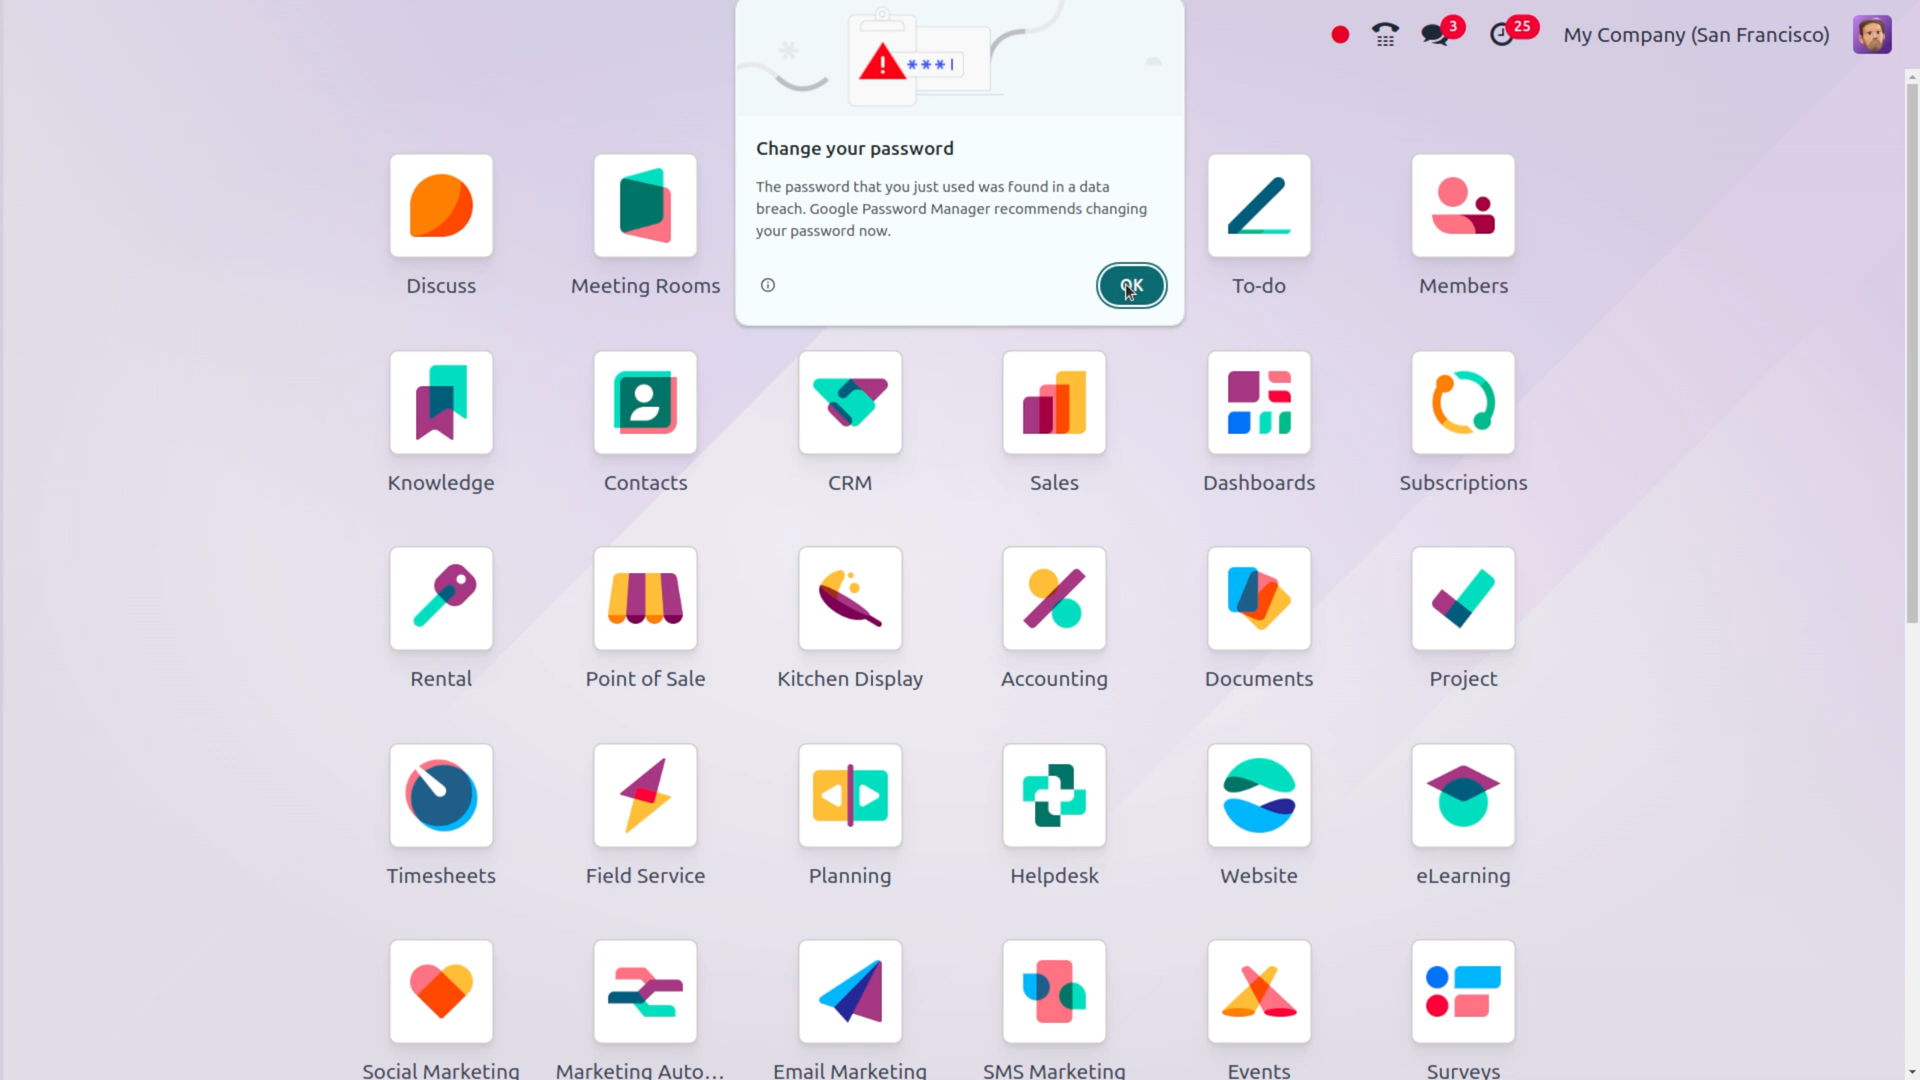 3
25
My Company (San Francisco)
***|
Change your password
The password that you just used was found in a data
breach. Google Password Manager recommends changing
your password now.
OK
Discuss
Meeting Rooms
To-do
Members
Knowledge
Contacts
CRM
Sales
Dashboards
Subscriptions
Rental
Point of Sale
Kitchen Display
Accounting
Documents
Project
Timesheets
Field Service
Planning
Helpdesk
Website
eLearning
Social Marketing
Marketing Auto...
Email Marketing
SMS Marketing
Events
Surveys